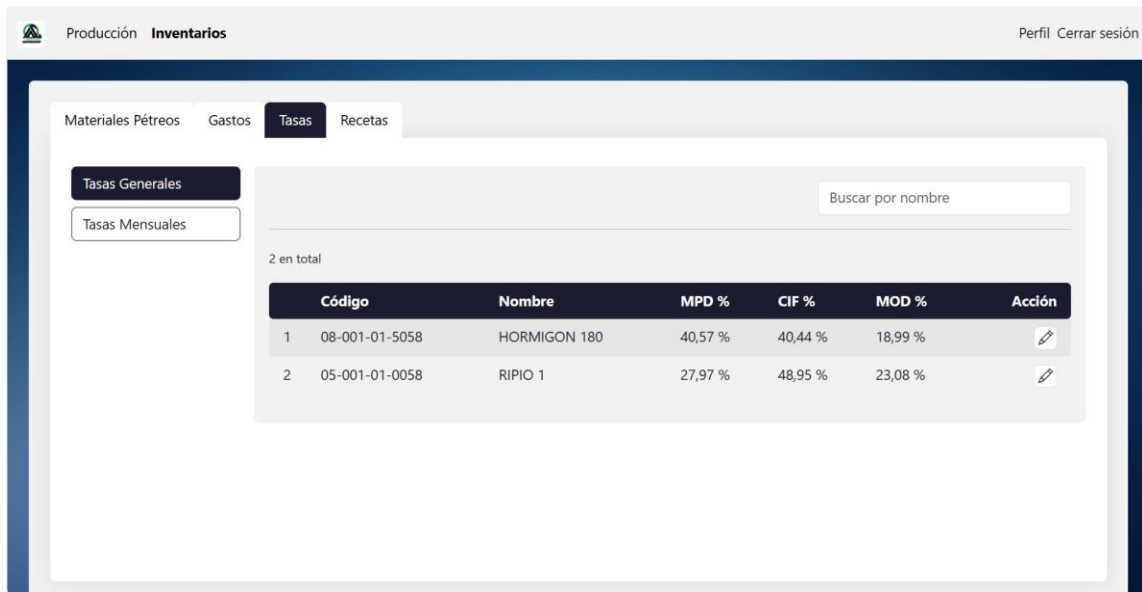 Producción Inventarios Perfil Cerrar sesión
Materiales Pétreos Gastos Tasas Recetas
Tasas Generales
Tasas Mensuales
Buscar por nombre
2 en total
Código Nombre MPD % CIF % MOD % Acción
1 08-001-01-5058 HORMIGON 180 40,57 % 40,44 % 18,99 %
2 05-001-01-0058 RIPIO 1 27,97 % 48,95 % 23,08 %